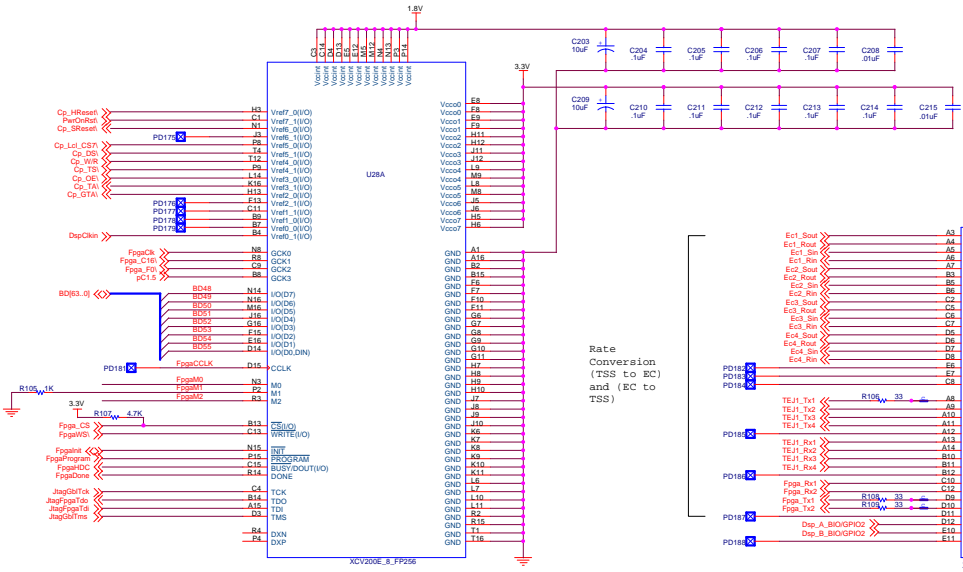 1.8V
C3 C14 D4 D13 E5 E12 M5 M12 N4 N13 P3 P14
Vccint Vccint Vccint Vccint Vccint Vccint Vccint Vccint Vccint Vccint Vccint Vccint
C203 10uF
C204 .1uF
C205 .1uF
C206 .1uF
C207 .1uF
C208 .01uF
3.3V
C209 10uF
C210 .1uF
C211 .1uF
C212 .1uF
C213 .1uF
C214 .1uF
C215 .01uF
U28A
Cp_HReset\ H3 Vref7_0(I/O)
PwrOnRst\ C1 Vref7_1(I/O)
Cp_SReset\ N1 Vref6_0(I/O)
PD175 J3 Vref6_1(I/O)
Cp_Lcl_CS7\ P8 Vref5_0(I/O)
Cp_DS\ T4 Vref5_1(I/O)
Cp_W/R T12 Vref4_0(I/O)
Cp_TS\ P9 Vref4_1(I/O)
Cp_OE\ L14 Vref3_0(I/O)
Cp_TA\ K16 Vref3_1(I/O)
Cp_GTA\ H13 Vref2_0(I/O)
PD176 F13 Vref2_1(I/O)
PD177 C11 Vref1_1(I/O)
PD178 B9 Vref1_0(I/O)
PD179 B7 Vref0_0(I/O)
DspClkin B4 Vref0_1(I/O)
FpgaClk N8 GCK0
Fpga_C16\ R8 GCK1
Fpga_F0\ C9 GCK2
pC1.5 B8 GCK3
BD[63..0]
BD48 N14 I/O(D7)
BD49 N16 I/O(D6)
BD50 M16 I/O(D5)
BD51 J16 I/O(D4)
BD52 G16 I/O(D3)
BD53 F15 I/O(D2)
BD54 E16 I/O(D1)
BD55 D14 I/O(D0,DIN)
PD181 FpgaCCLK D15 CCLK
R105 1K
FpgaM0 N3 M0
FpgaM1 P2 M1
FpgaM2 R3 M2
3.3V
R107 4.7K
Fpga_CS B13 CS(I/O)
FpgaWS\ C13 WRITE(I/O)
FpgaInit N15 INIT
FpgaProgram P15 PROGRAM
FpgaHDC C15 BUSY/DOUT(I/O)
FpgaDone R14 DONE
JtagGblTck C4 TCK
JtagFpgaTdo B14 TDO
JtagFpgaTdi A15 TDI
JtagGblTms D3 TMS
R4 DXN
P4 DXP
Vcco0 E8
Vcco0 F8
Vcco1 E9
Vcco1 F9
Vcco2 H11
Vcco2 H12
Vcco3 J11
Vcco3 J12
Vcco4 L9
Vcco4 M9
Vcco5 L8
Vcco5 M8
Vcco6 J5
Vcco6 J6
Vcco7 H5
Vcco7 H6
GND A1
GND A16
GND B2
GND B15
GND F6
GND F7
GND F10
GND F11
GND G6
GND G7
GND G8
GND G9
GND G10
GND G11
GND H7
GND H8
GND H9
GND H10
GND J7
GND J8
GND J9
GND J10
GND K6
GND K7
GND K8
GND K9
GND K10
GND K11
GND L6
GND L7
GND L10
GND L11
GND R2
GND R15
GND T1
GND T16
XCV200E_8_FP256
Rate
Conversion
(TSS to EC)
and (EC to
TSS)
Ec1_Sout A3
Ec1_Rout A4
Ec1_Sin A5
Ec1_Rin A6
Ec2_Sout A7
Ec2_Rout B3
Ec2_Sin B5
Ec2_Rin B6
Ec3_Sout C2
Ec3_Rout C5
Ec3_Sin C6
Ec3_Rin C7
Ec4_Sout D5
Ec4_Rout D6
Ec4_Sin D7
Ec4_Rin D8
PD182 E6
PD183 E7
PD184 C8
TEJ1_Tx1 R106 33 A8
TEJ1_Tx2 A9
TEJ1_Tx3 A10
TEJ1_Tx4 A11
PD185 A12
TEJ1_Rx1 A13
TEJ1_Rx2 A14
TEJ1_Rx3 B10
TEJ1_Rx4 B11
PD186 B12
Fpga_Rx1 C10
Fpga_Rx2 C12
Fpga_Tx1 R108 33 D9
Fpga_Tx2 R109 33 D10
PD187 D11
Dsp_A_BIO/GPIO2 D12
Dsp_B_BIO/GPIO2 E10
PD188 E11